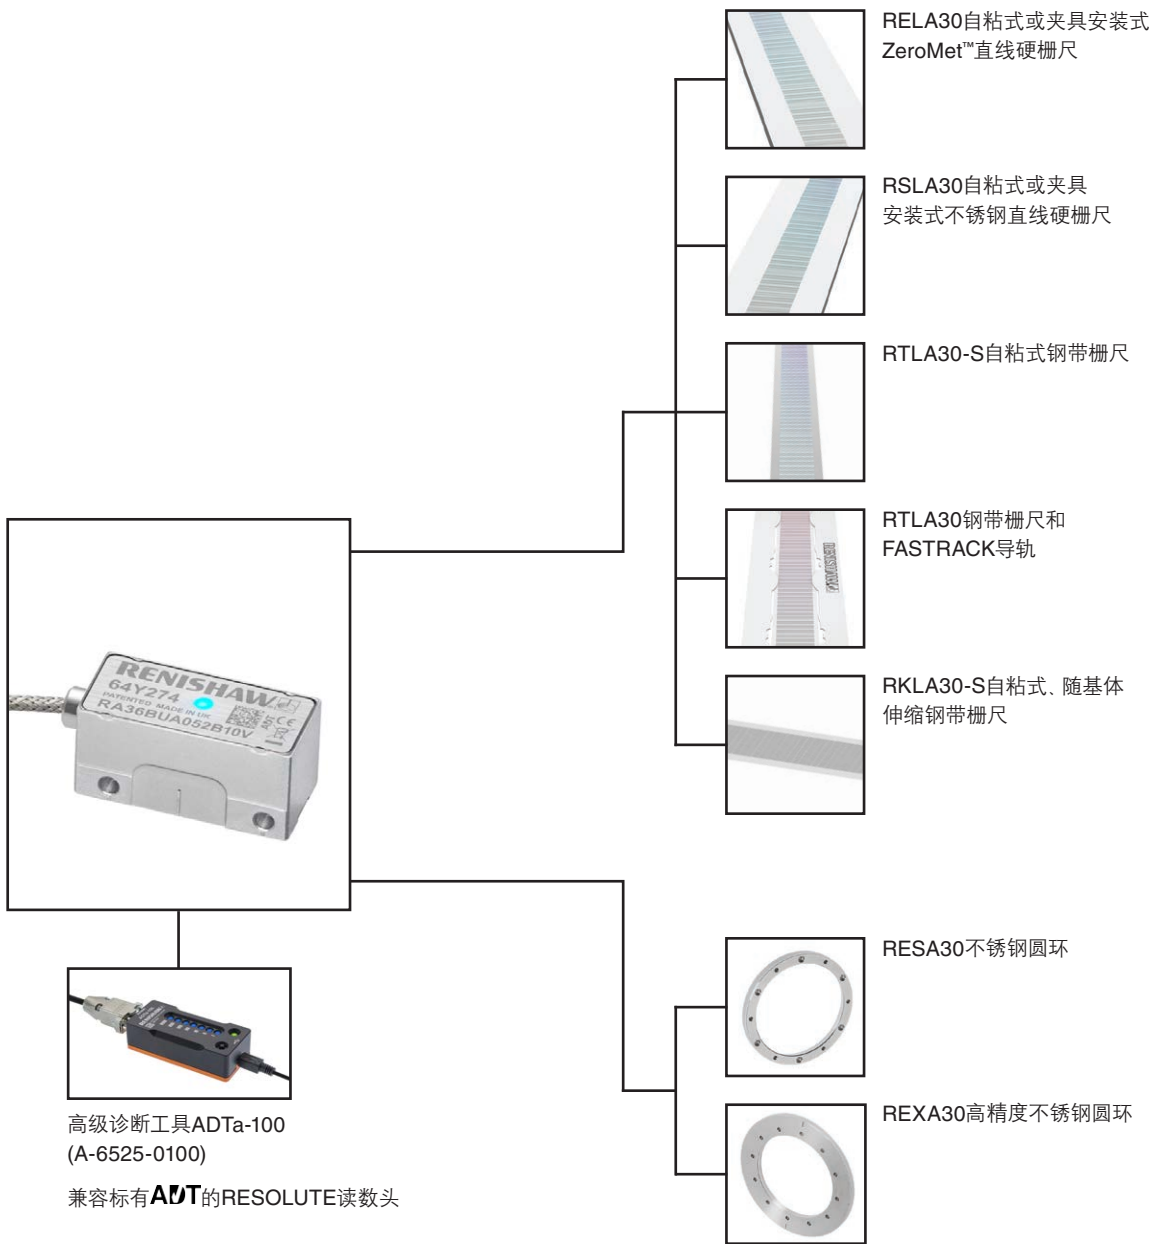 RELA30自粘式或夹具安装式
ZeroMet™直线硬栅尺
RSLA30自粘式或夹具
安装式不锈钢直线硬栅尺
RTLA30-S自粘式钢带栅尺
RTLA30钢带栅尺和
FASTRACK导轨
RENISHAW
RKLA30-S自粘式、随基体
伸缩钢带栅尺
RENISHAW
64Y274
PATENTED MADE IN UK
RA36BUA052B10V
ADT CE
RESA30不锈钢圆环
REXA30高精度不锈钢圆环
高级诊断工具ADTa-100
(A-6525-0100)
兼容标有ADT的RESOLUTE读数头